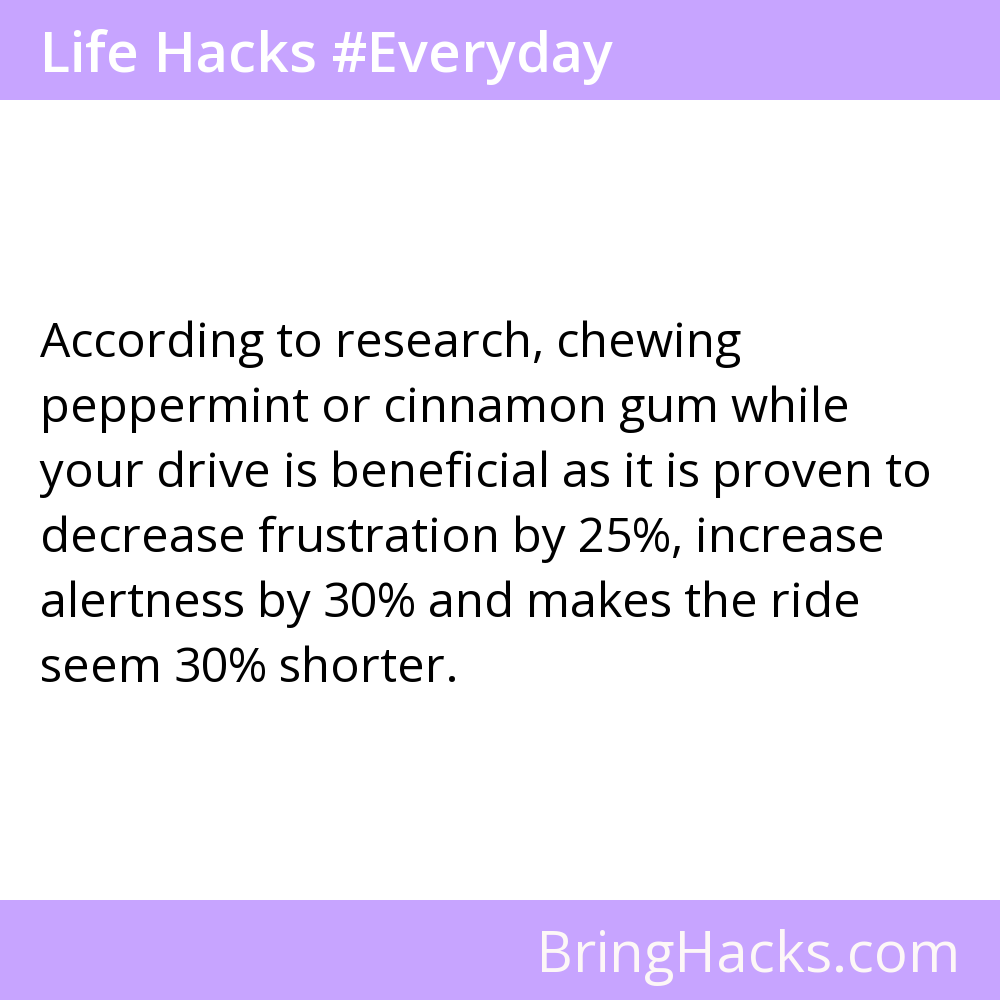 Life Hacks #Everyday
According to research, chewing
peppermint or cinnamon gum while
your drive is beneficial as it is proven to
decrease frustration by 25%, increase
alertness by 30% and makes the ride
seem 30% shorter.
BringHacks.com